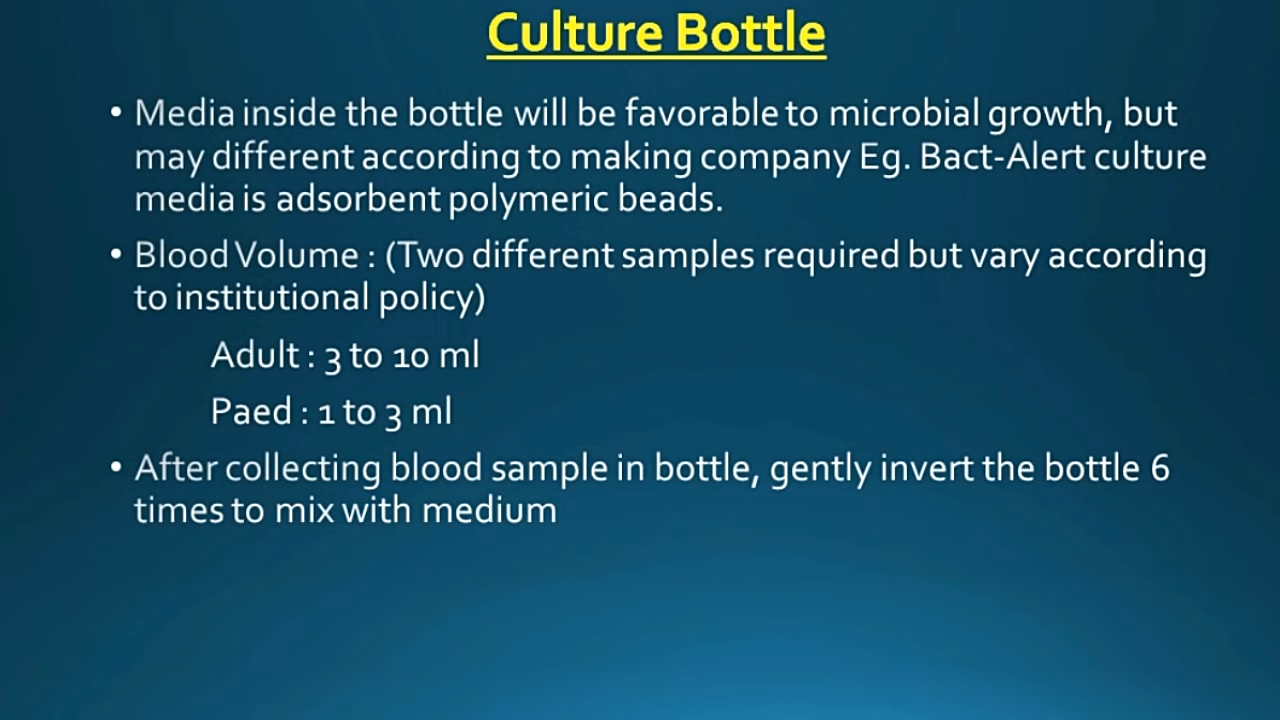 Culture Bottle
• Media inside the bottle will be favorable to microbial growth, but
may different according to making company Eg. Bact-Alert culture
media is adsorbent polymeric beads.
• Blood Volume : (Two different samples required but vary according
to institutional policy)
Adult : 3 to 10 ml
Paed : 1 to 3 ml
• After collecting blood sample in bottle, gently invert the bottle 6
times to mix with medium